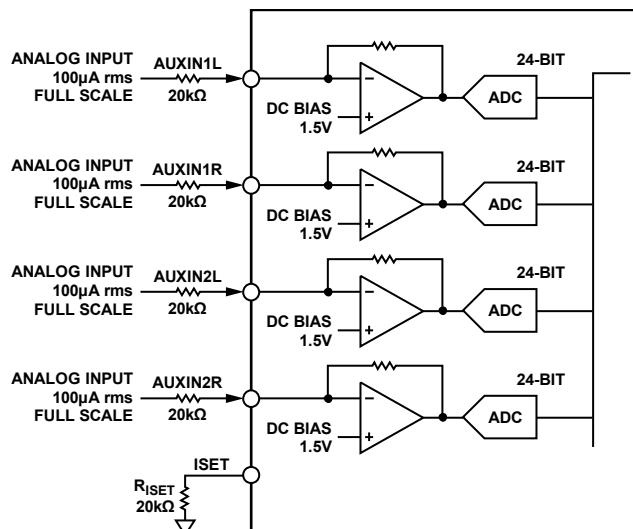 ANALOG INPUT
100µA rms
FULL SCALE
AUXIN1L
20kΩ
DC BIAS
1.5V
−
+
24-BIT
ADC
ANALOG INPUT
100µA rms
FULL SCALE
AUXIN1R
20kΩ
DC BIAS
1.5V
−
+
24-BIT
ADC
ANALOG INPUT
100µA rms
FULL SCALE
AUXIN2L
20kΩ
DC BIAS
1.5V
−
+
24-BIT
ADC
ANALOG INPUT
100µA rms
FULL SCALE
AUXIN2R
20kΩ
DC BIAS
1.5V
−
+
24-BIT
ADC
ISET
RISET
20kΩ